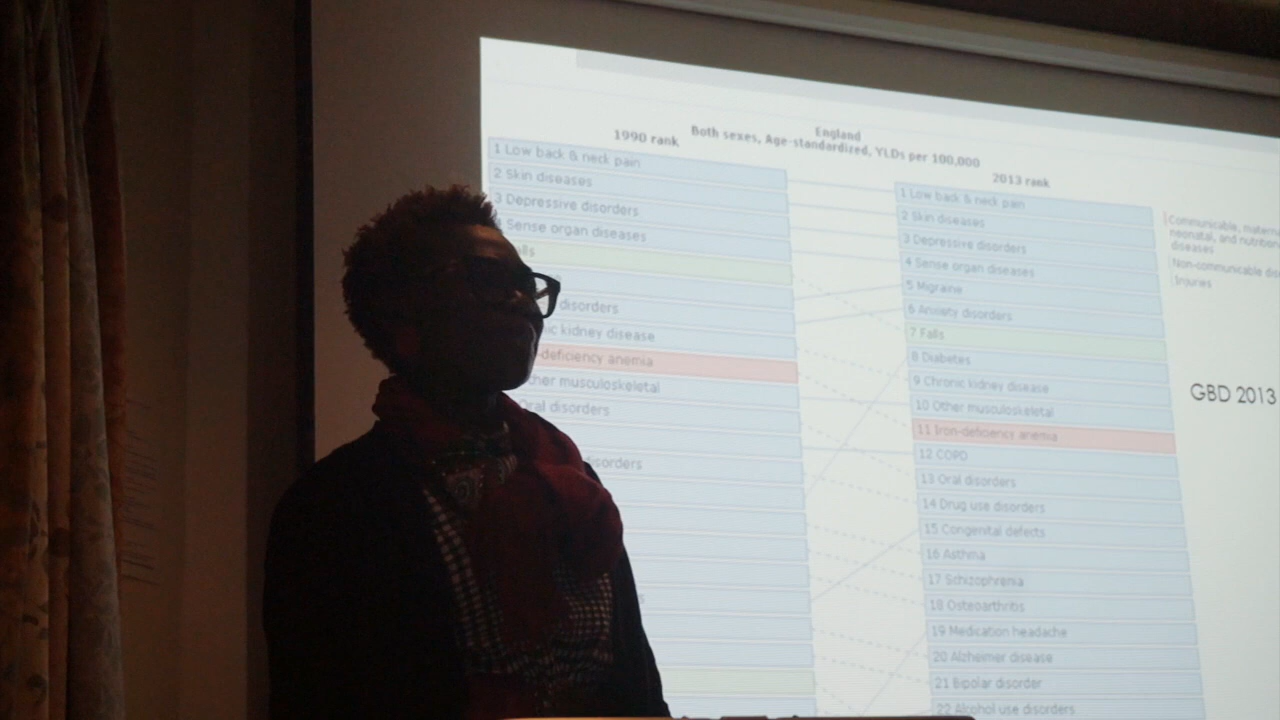 England
Both sexes, Age-standardized, YLDs per 100,000
1990 rank
1 Low back & neck pain
2 Skin diseases
3 Depressive disorders
Sense organ diseases
disorders
kidney disease
-deficiency anemia
musculoskeletal
Oral disorders
disorders
2013 rank
1 Low back & neck pain
2 Skin diseases
3 Depressive disorders
4 Sense organ diseases
5 Migraine
6 Anxiety disorders
7 Falls
8 Diabetes
9 Chronic kidney disease
10 Other musculoskeletal
11 Iron-deficiency anemia
12 COPD
13 Oral disorders
14 Drug use disorders
15 Congenital defects
16 Asthma
17 Schizophrenia
18 Osteoarthritis
19 Medication headache
20 Alzheimer disease
21 Bipolar disorder
22 Alcohol use disorders
Communicable, matern
neonatal, and nutrition
diseases
Non-communicable dis
Injuries
GBD 2013